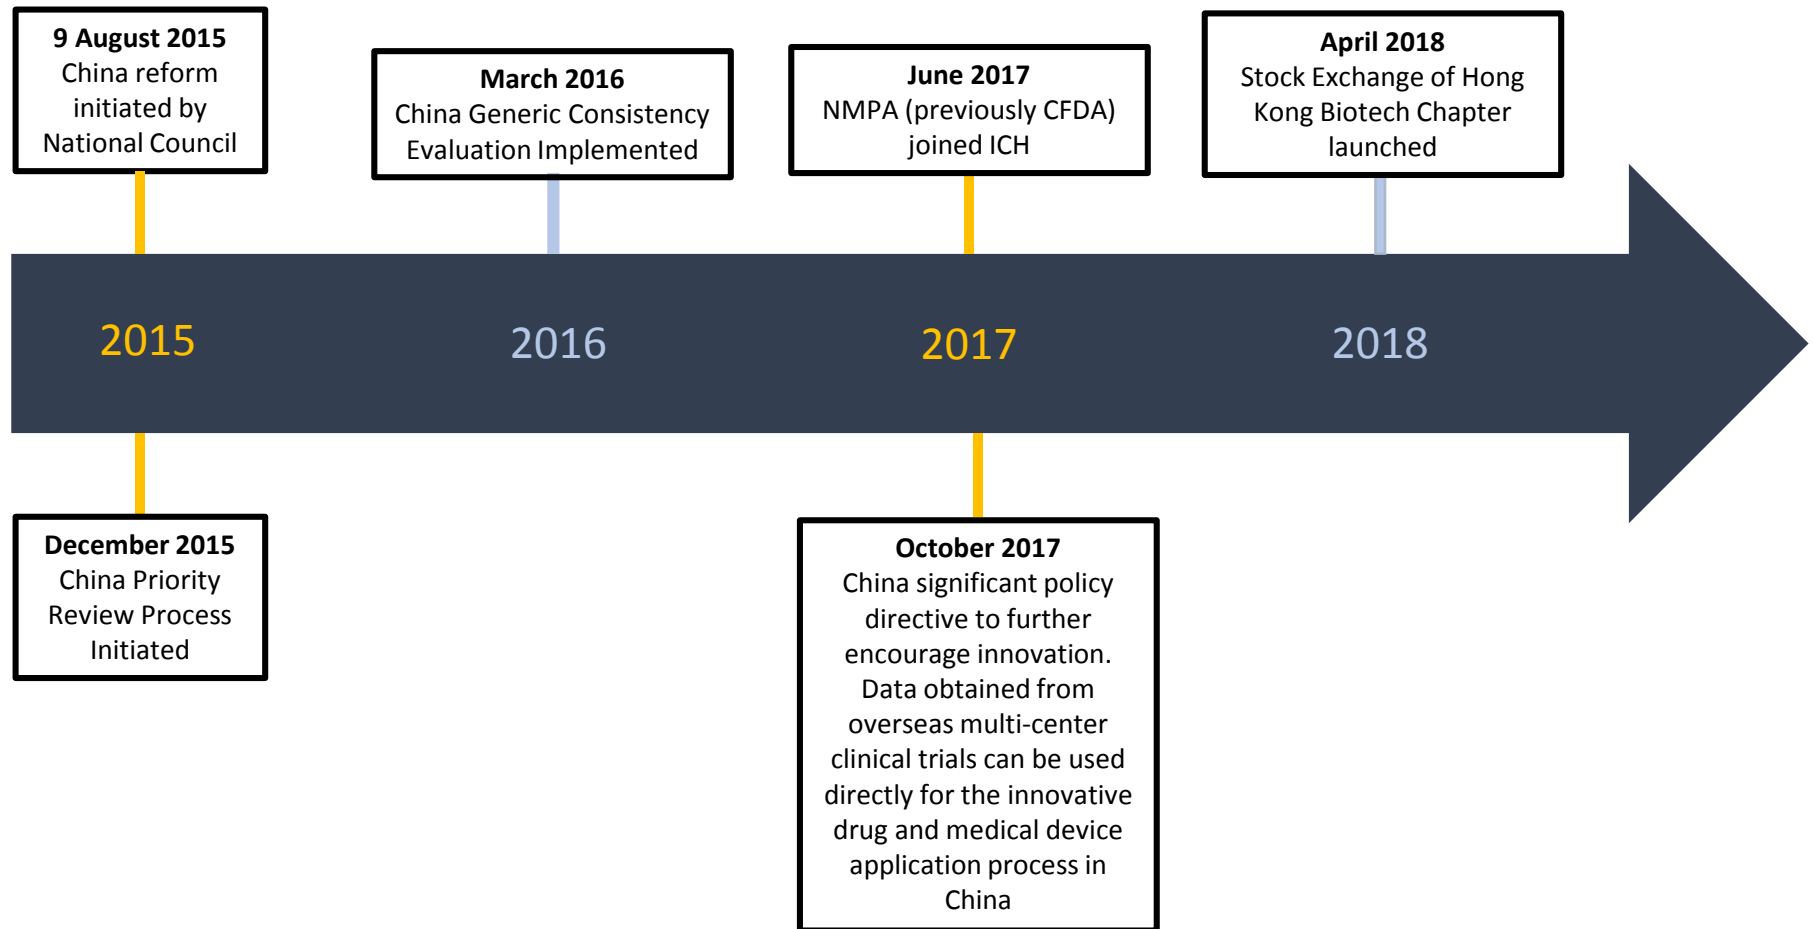 9 August 2015
China reform
initiated by
National Council
March 2016
China Generic Consistency
Evaluation Implemented
June 2017
NMPA (previously CFDA)
joined ICH
April 2018
Stock Exchange of Hong
Kong Biotech Chapter
launched
2015
2016
2017
2018
December 2015
China Priority
Review Process
Initiated
October 2017
China significant policy
directive to further
encourage innovation.
Data obtained from
overseas multi-center
clinical trials can be used
directly for the innovative
drug and medical device
application process in
China